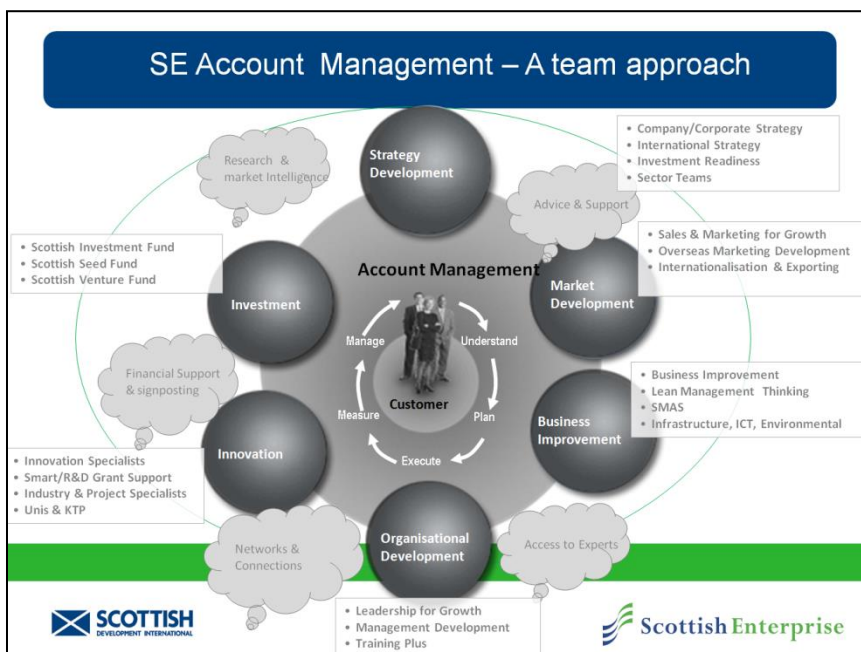 SE Account Management – A team approach
Research &
market Intelligence
Strategy
Development
• Company/Corporate Strategy
• International Strategy
• Investment Readiness
• Sector Teams
Advice & Support
• Scottish Investment Fund
• Scottish Seed Fund
• Scottish Venture Fund
• Sales & Marketing for Growth
• Overseas Marketing Development
• Internationalisation & Exporting
Account Management
Investment
Market
Development
Manage
Understand
Financial Support
& signposting
• Business Improvement
• Lean Management Thinking
• SMAS
• Infrastructure, ICT, Environmental
Customer
Measure
Plan
Business
Improvement
Innovation
Execute
• Innovation Specialists
• Smart/R&D Grant Support
• Industry & Project Specialists
• Unis & KTP
Networks &
Connections
Organisational
Development
Access to Experts
• Leadership for Growth
• Management Development
• Training Plus
SCOTTISH
DEVELOPMENT INTERNATIONAL
Scottish Enterprise